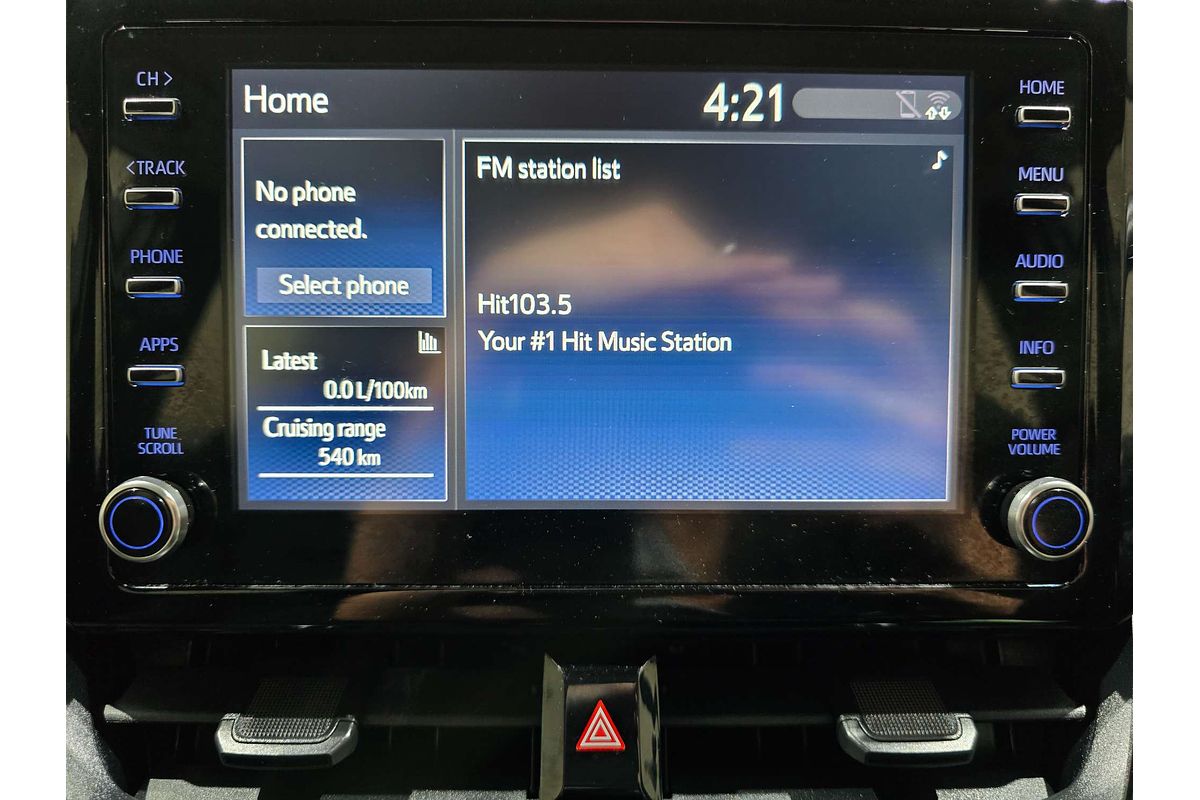 CH >
< TRACK
PHONE
APPS
TUNE
SCROLL
Home
4:21
No phone
connected.
Select phone
Latest
0.0 L/100km
Cruising range
540 km
FM station list
Hit103.5
Your #1 Hit Music Station
HOME
MENU
AUDIO
INFO
POWER
VOLUME